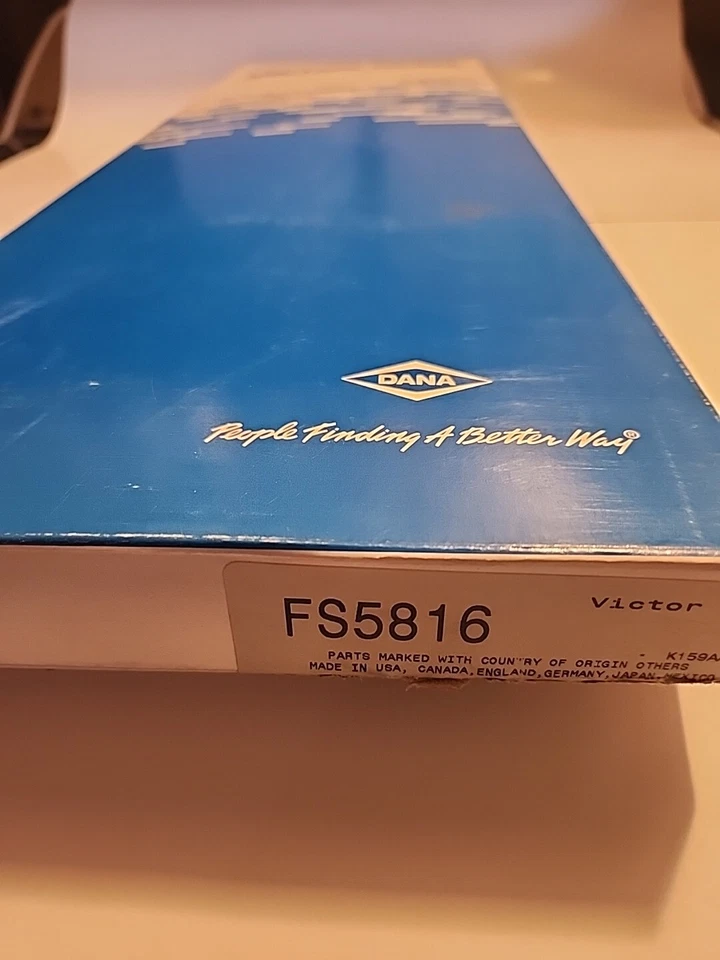 DANA
People Finding A Better Way®
FS5816
Victor
K159A
PARTS MARKED WITH COUNTRY OF ORIGIN OTHERS
MADE IN USA, CANADA, ENGLAND, GERMANY, JAPAN, MEXICO